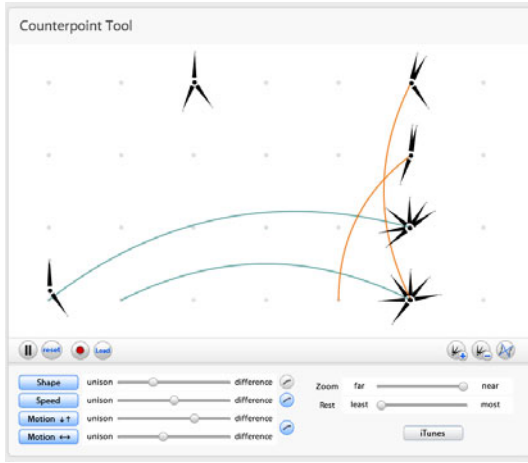 Counterpoint Tool
reset
Load
Shape unison difference
Speed unison difference
Motion ↓↑ unison difference
Motion ↔ unison difference
Zoom far near
Rest least most
iTunes